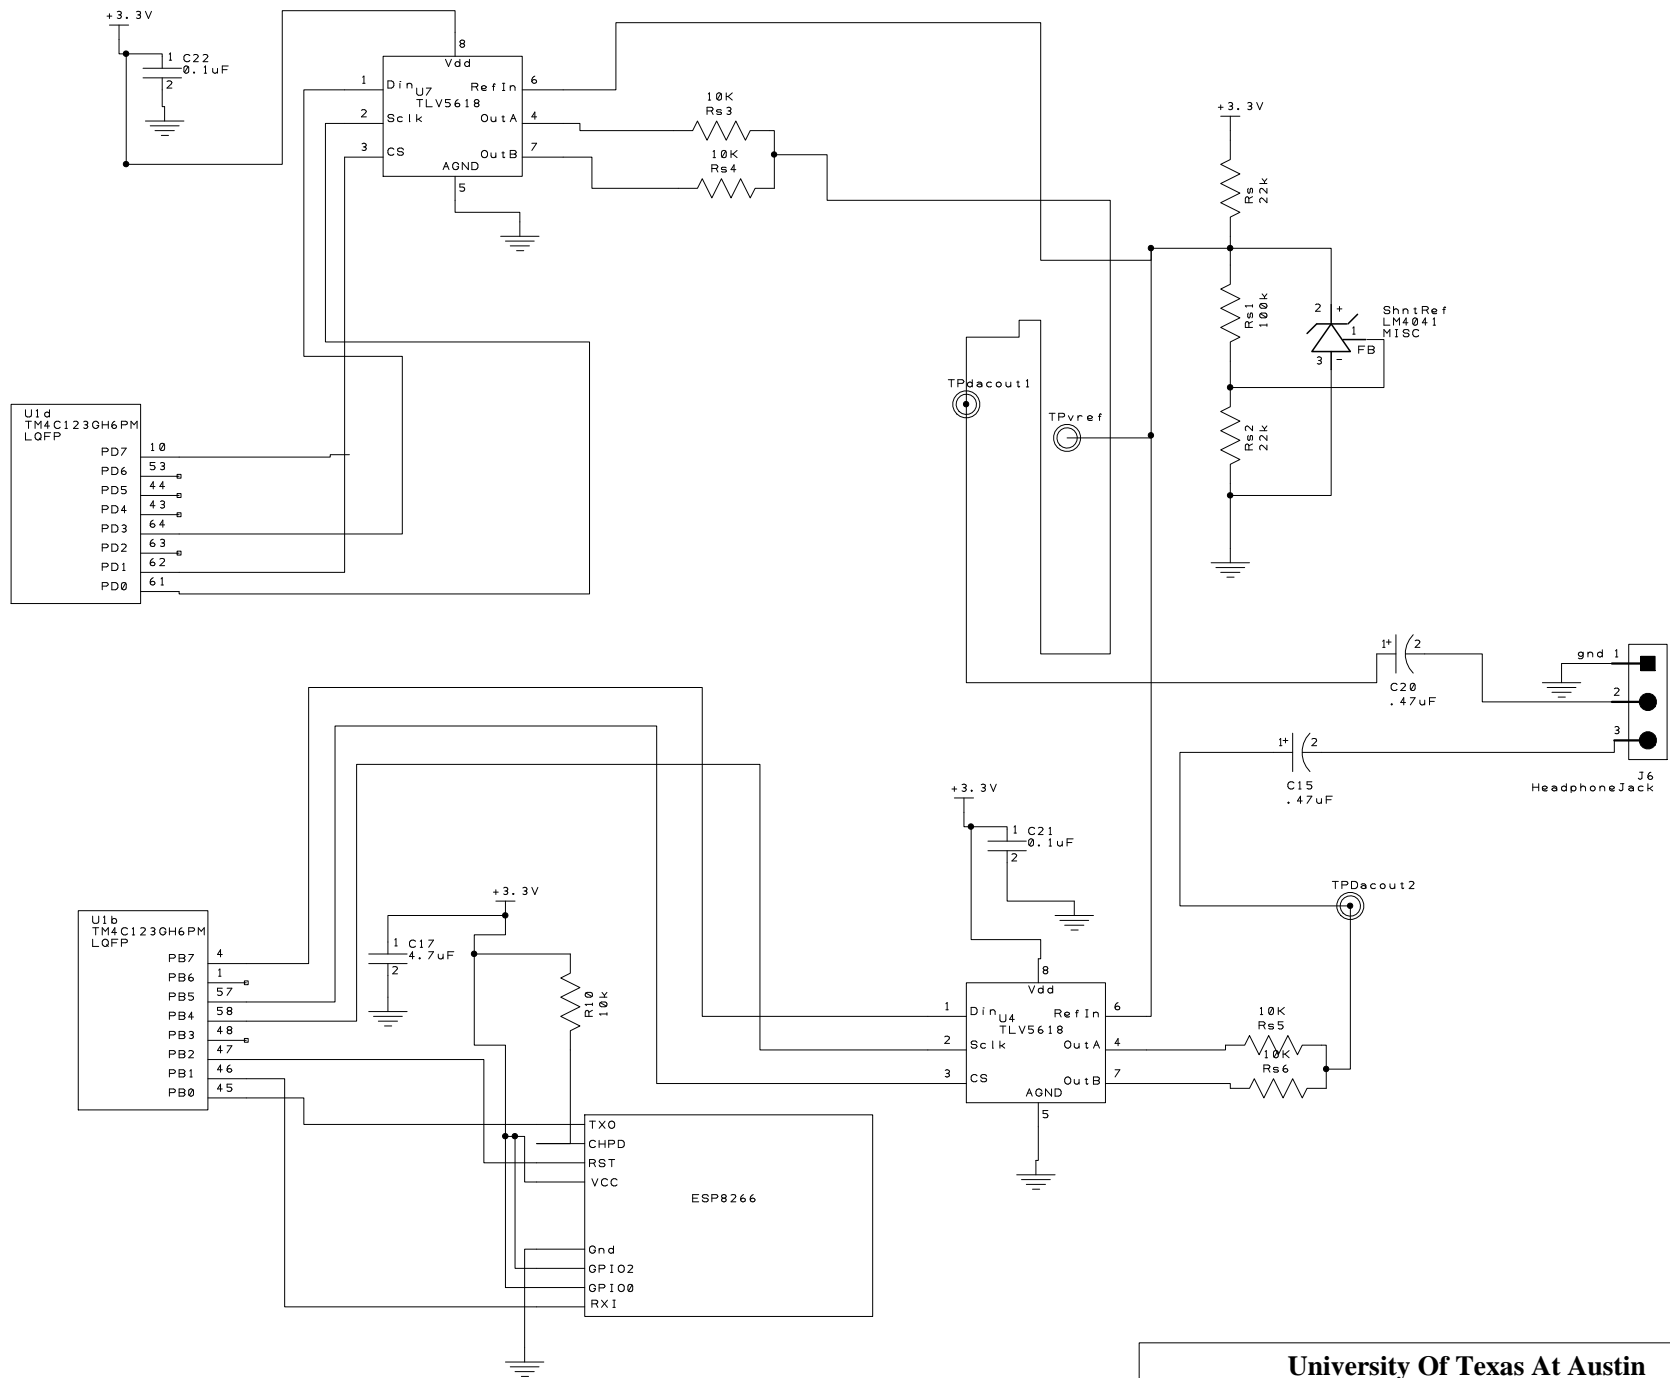 +3.3V
1 C22
0.1uF
2
8
Vdd
1 Din U7 RefIn 6
TLV5618
2 Sclk OutA 4
3 CS OutB 7
AGND
5
10K
Rs3
10K
Rs4
+3.3V
Rs
22k
Rs1
100k
Rs2
22k
2 +
1
FB
3 -
ShntRef
LM4041
MISC
TPdacout1
TPvref
U1d
TM4C123GH6PM
LQFP
PD7 10
PD6 53
PD5 44
PD4 43
PD3 64
PD2 63
PD1 62
PD0 61
1+ 2
C20
.47uF
gnd 1
2
3
J6
HeadphoneJack
1+ 2
C15
.47uF
+3.3V
1 C21
0.1uF
2
TPDacout2
U1b
TM4C123GH6PM
LQFP
PB7 4
PB6 1
PB5 57
PB4 58
PB3 48
PB2 47
PB1 46
PB0 45
+3.3V
1 C17
4.7uF
2
R10
10k
8
Vdd
1 Din U4 RefIn 6
TLV5618
2 Sclk OutA 4
3 CS OutB 7
AGND
5
10K
Rs5
10K
Rs6
TXO
CHPD
RST
VCC
ESP8266
Gnd
GPIO2
GPIO0
RXI
University Of Texas At Austin